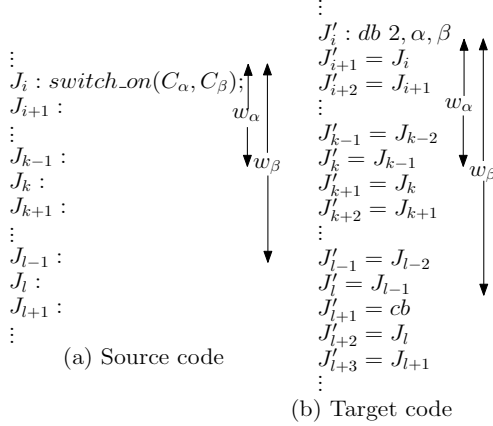 ⋮
J_i : switch_on(C_α, C_β);
J_{i+1} :
⋮
J_{k-1} :
J_k :
J_{k+1} :
⋮
J_{l-1} :
J_l :
J_{l+1} :
⋮
w_α
w_β
(a) Source code
⋮
J′_i : db 2, α, β
J′_{i+1} = J_i
J′_{i+2} = J_{i+1}
⋮
J′_{k-1} = J_{k-2}
J′_k = J_{k-1}
J′_{k+1} = J_k
J′_{k+2} = J_{k+1}
⋮
J′_{l-1} = J_{l-2}
J′_l = J_{l-1}
J′_{l+1} = cb
J′_{l+2} = J_l
J′_{l+3} = J_{l+1}
⋮
w_α
w_β
(b) Target code